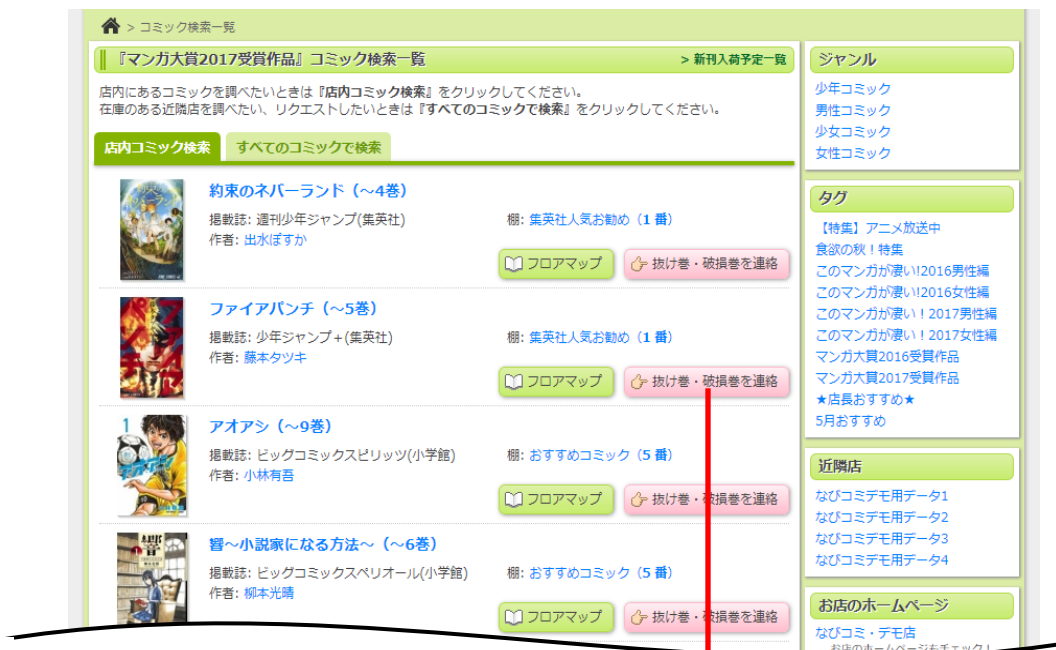 > コミック検索一覧
『マンガ大賞2017受賞作品』コミック検索一覧
> 新刊入荷予定一覧
店内にあるコミックを調べたいときは『店内コミック検索』をクリックしてください。
在庫のある近隣店を調べたい、リクエストしたいときは『すべてのコミックで検索』をクリックしてください。
店内コミック検索
すべてのコミックで検索
約束のネバーランド（～4巻）
掲載誌: 週刊少年ジャンプ(集英社)
棚: 集英社人気お勧め（1 番）
作者: 出水ぽすか
フロアマップ
抜け巻・破損巻を連絡
ファイアパンチ（～5巻）
掲載誌: 少年ジャンプ+(集英社)
棚: 集英社人気お勧め（1 番）
作者: 藤本タツキ
フロアマップ
抜け巻・破損巻を連絡
1
アオアシ
アオアシ（～9巻）
掲載誌: ビッグコミックスピリッツ(小学館)
棚: おすすめコミック（5 番）
作者: 小林有吾
フロアマップ
抜け巻・破損巻を連絡
響
響～小説家になる方法～（～6巻）
掲載誌: ビッグコミックスペリオール(小学館)
棚: おすすめコミック（5 番）
作者: 柳本光晴
フロアマップ
抜け巻・破損巻を連絡
ジャンル
少年コミック
男性コミック
少女コミック
女性コミック
タグ
【特集】アニメ放送中
食欲の秋！特集
このマンガが凄い!2016男性編
このマンガが凄い!2016女性編
このマンガが凄い！2017男性編
このマンガが凄い！2017女性編
マンガ大賞2016受賞作品
マンガ大賞2017受賞作品
★店長おすすめ★
5月おすすめ
近隣店
なびコミデモ用データ1
なびコミデモ用データ2
なびコミデモ用データ3
なびコミデモ用データ4
お店のホームページ
なびコミ・デモ店
お店のホームページもチェック！